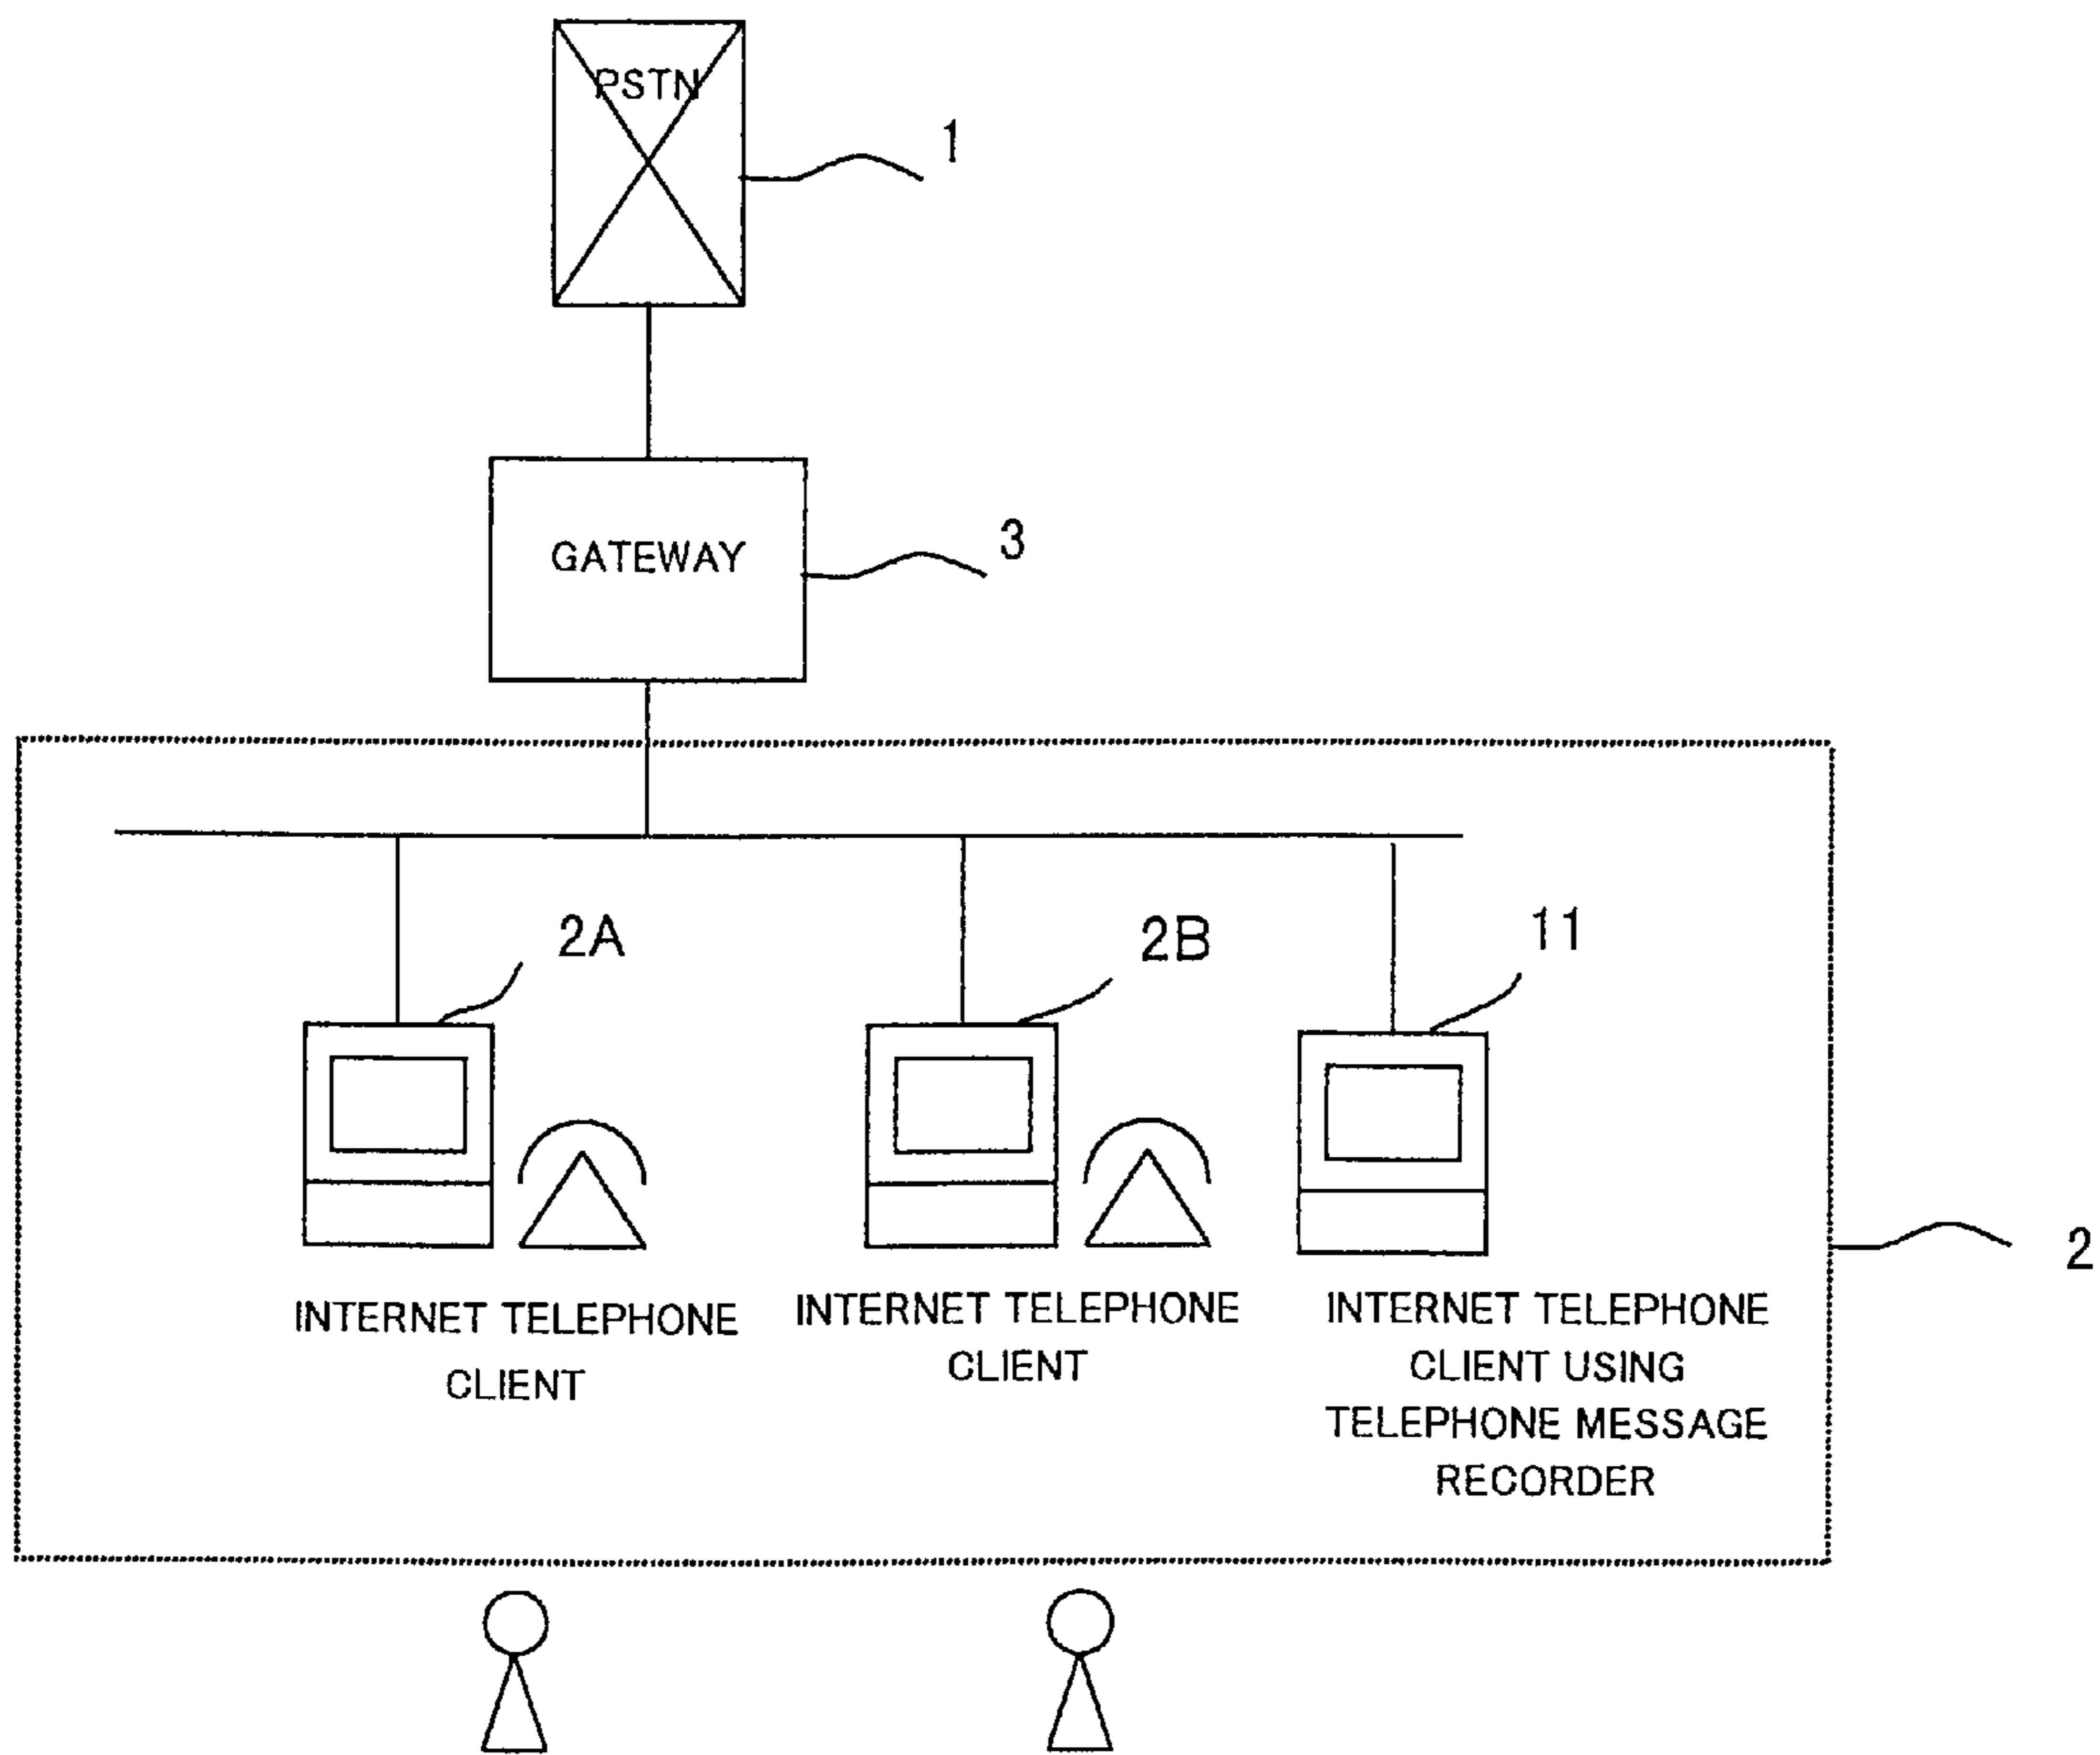 PSTN
1
GATEWAY
3
2A
2B
11
INTERNET TELEPHONE
CLIENT
INTERNET TELEPHONE
CLIENT
INTERNET TELEPHONE
CLIENT USING
TELEPHONE MESSAGE
RECORDER
2